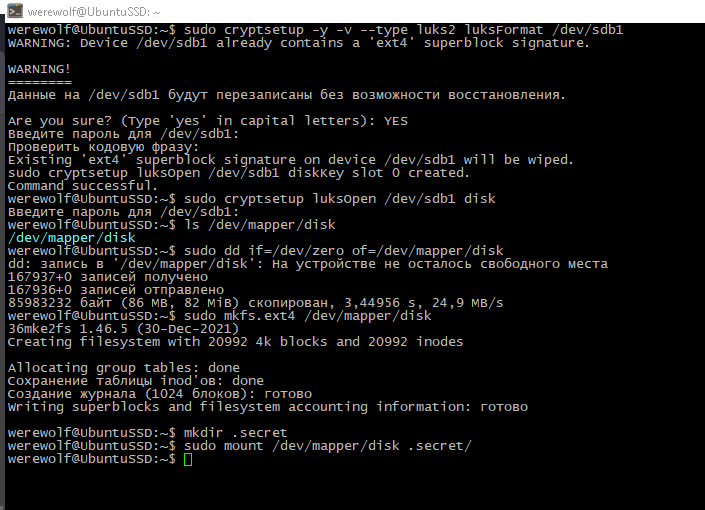 werewolf@UbuntuSSD: ~
werewolf@UbuntuSSD:~$ sudo cryptsetup -y -v --type luks2 luksFormat /dev/sdb1
WARNING: Device /dev/sdb1 already contains a 'ext4' superblock signature.
WARNING!
========
Данные на /dev/sdb1 будут перезаписаны без возможности восстановления.
Are you sure? (Type 'yes' in capital letters): YES
Введите пароль для /dev/sdb1:
Проверить кодовую фразу:
Existing 'ext4' superblock signature on device /dev/sdb1 will be wiped.
sudo cryptsetup luksOpen /dev/sdb1 diskKey slot 0 created.
Command successful.
werewolf@UbuntuSSD:~$ sudo cryptsetup luksOpen /dev/sdb1 disk
Введите пароль для /dev/sdb1:
werewolf@UbuntuSSD:~$ ls /dev/mapper/disk
/dev/mapper/disk
werewolf@UbuntuSSD:~$ sudo dd if=/dev/zero of=/dev/mapper/disk
dd: запись в '/dev/mapper/disk': На устройстве не осталось свободного места
167937+0 записей получено
167936+0 записей отправлено
85983232 байт (86 MB, 82 MiB) скопирован, 3,44956 s, 24,9 MB/s
werewolf@UbuntuSSD:~$ sudo mkfs.ext4 /dev/mapper/disk
36mke2fs 1.46.5 (30-Dec-2021)
Creating filesystem with 20992 4k blocks and 20992 inodes
Allocating group tables: done
Сохранение таблицы inod'ов: done
Создание журнала (1024 блоков): готово
Writing superblocks and filesystem accounting information: готово
werewolf@UbuntuSSD:~$ mkdir .secret
werewolf@UbuntuSSD:~$ sudo mount /dev/mapper/disk .secret/
werewolf@UbuntuSSD:~$